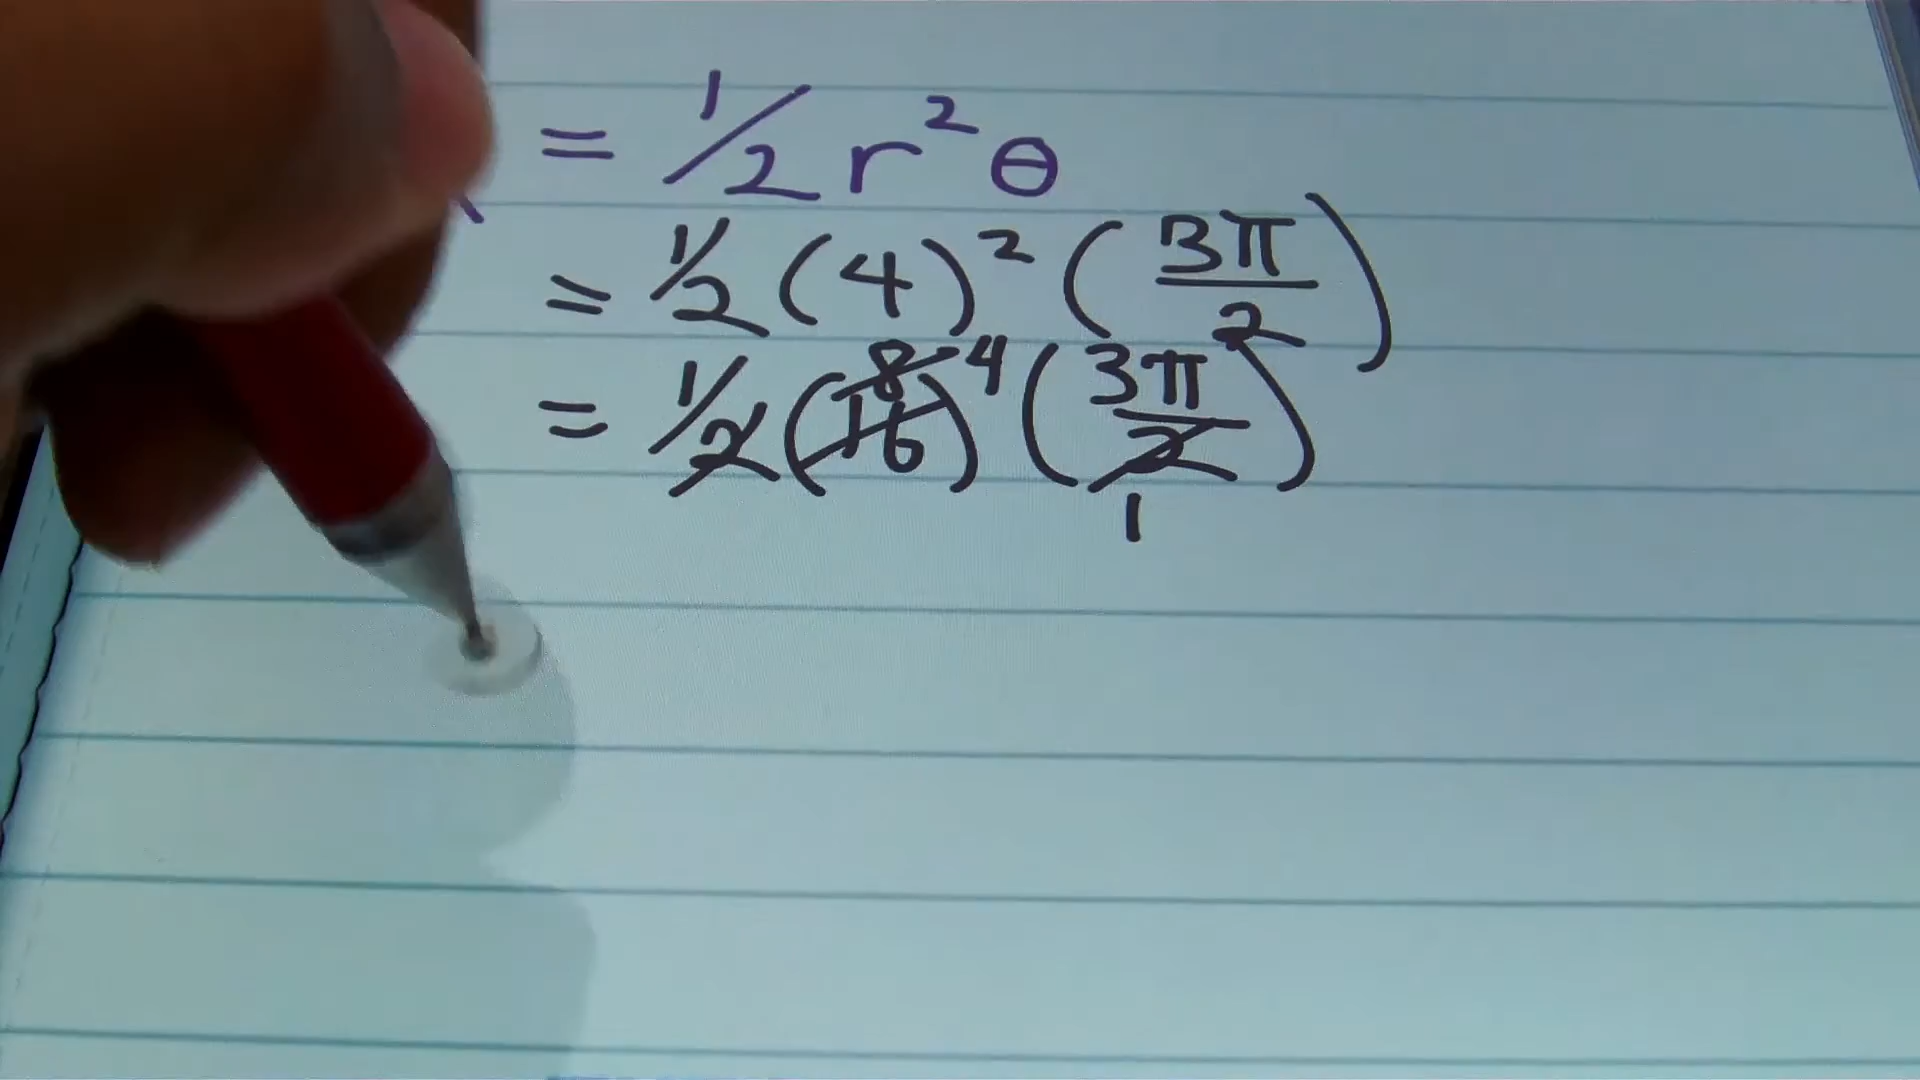 = 1/2 r² θ
= 1/2 (4)² (3π/2)
= 1/2 (16) 8 4 (3π/2)
1